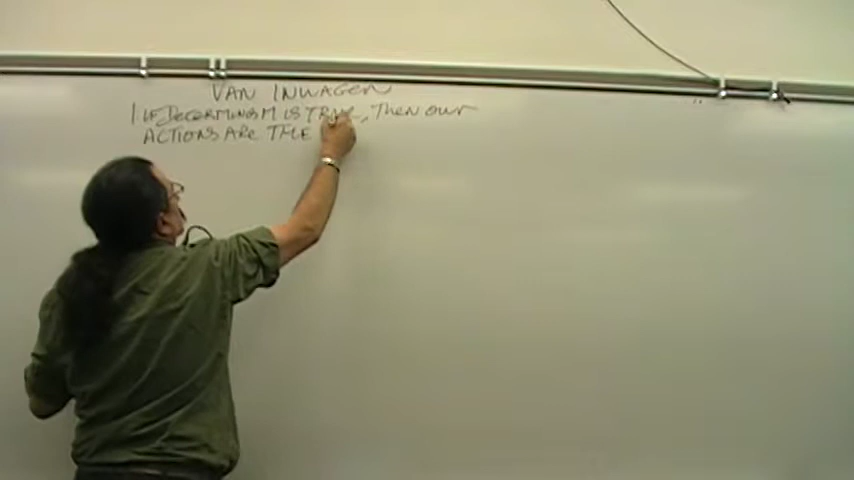 VAN INWAGEN
1 IF DETERMINISM IS TRUE, Then our
ACTIONS ARE THE